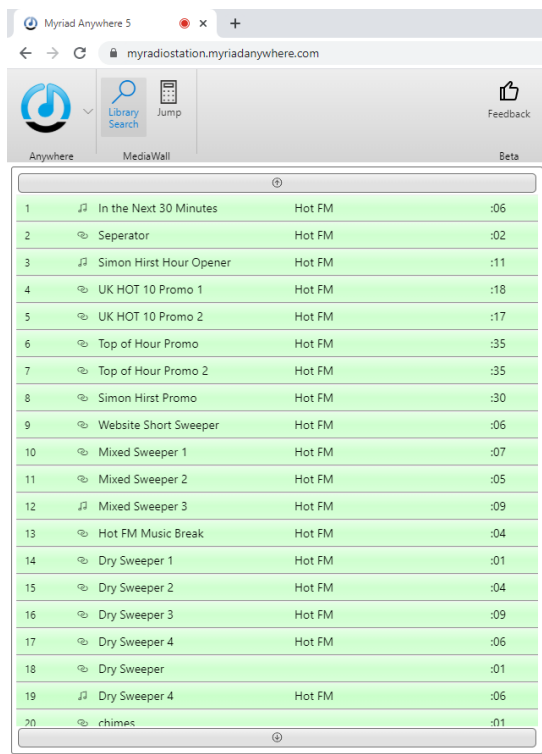 Myriad Anywhere 5
myradiostation.myriadanywhere.com
Library Search
Jump
Feedback
Anywhere
MediaWall
Beta
1 In the Next 30 Minutes Hot FM :06
2 Seperator Hot FM :02
3 Simon Hirst Hour Opener Hot FM :11
4 UK HOT 10 Promo 1 Hot FM :18
5 UK HOT 10 Promo 2 Hot FM :17
6 Top of Hour Promo Hot FM :35
7 Top of Hour Promo 2 Hot FM :35
8 Simon Hirst Promo Hot FM :30
9 Website Short Sweeper Hot FM :06
10 Mixed Sweeper 1 Hot FM :07
11 Mixed Sweeper 2 Hot FM :05
12 Mixed Sweeper 3 Hot FM :09
13 Hot FM Music Break Hot FM :04
14 Dry Sweeper 1 Hot FM :01
15 Dry Sweeper 2 Hot FM :04
16 Dry Sweeper 3 Hot FM :09
17 Dry Sweeper 4 Hot FM :06
18 Dry Sweeper :01
19 Dry Sweeper 4 Hot FM :06
20 chimes :01